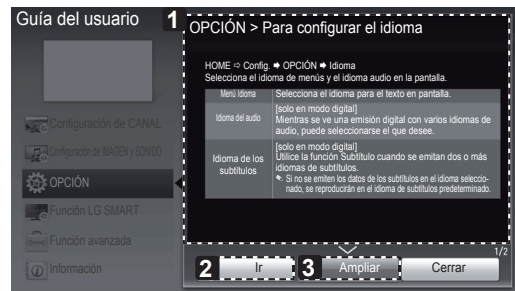 Guía del usuario
1
OPCIÓN > Para configurar el idioma
HOME ⇨ Config. ➡ OPCIÓN ➡ Idioma
Selecciona el idioma de menús y el idioma audio en la pantalla.
Menú Idioma
Selecciona el idioma para el texto en pantalla.
Idioma del audio
[solo en modo digital]
Mientras se ve una emisión digital con varios idiomas de
audio, puede seleccionarse el que desee.
Idioma de los
subtítulos
[solo en modo digital]
Utilice la función Subtítulo cuando se emitan dos o más
idiomas de subtítulos.
Si no se emiten los datos de los subtítulos en el idioma seleccio-
nado, se reproducirán en el idioma de subtítulos predeterminado.
Configuración de CANAL
Configuración de IMAGEN y SONIDO
OPCIÓN
Función LG SMART
Función avanzada
Información
1/2
2
Ir
3
Ampliar
Cerrar